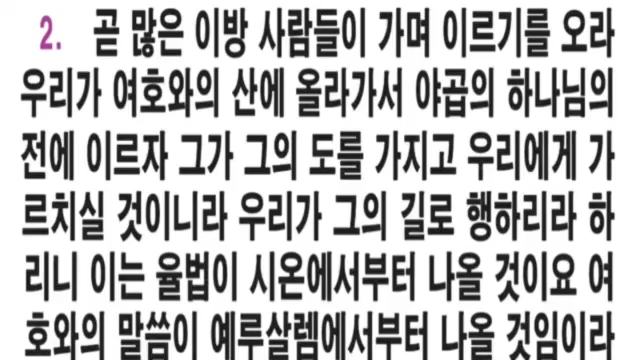 2. 곧 많은 이방 사람들이 가며 이르기를 오라
우리가 여호와의 산에 올라가서 야곱의 하나님의
전에 이르자 그가 그의 도를 가지고 우리에게 가
르치실 것이니라 우리가 그의 길로 행하리라 하
리니 이는 율법이 시온에서부터 나올 것이요 여
호와의 말씀이 예루살렘에서부터 나올 것임이라